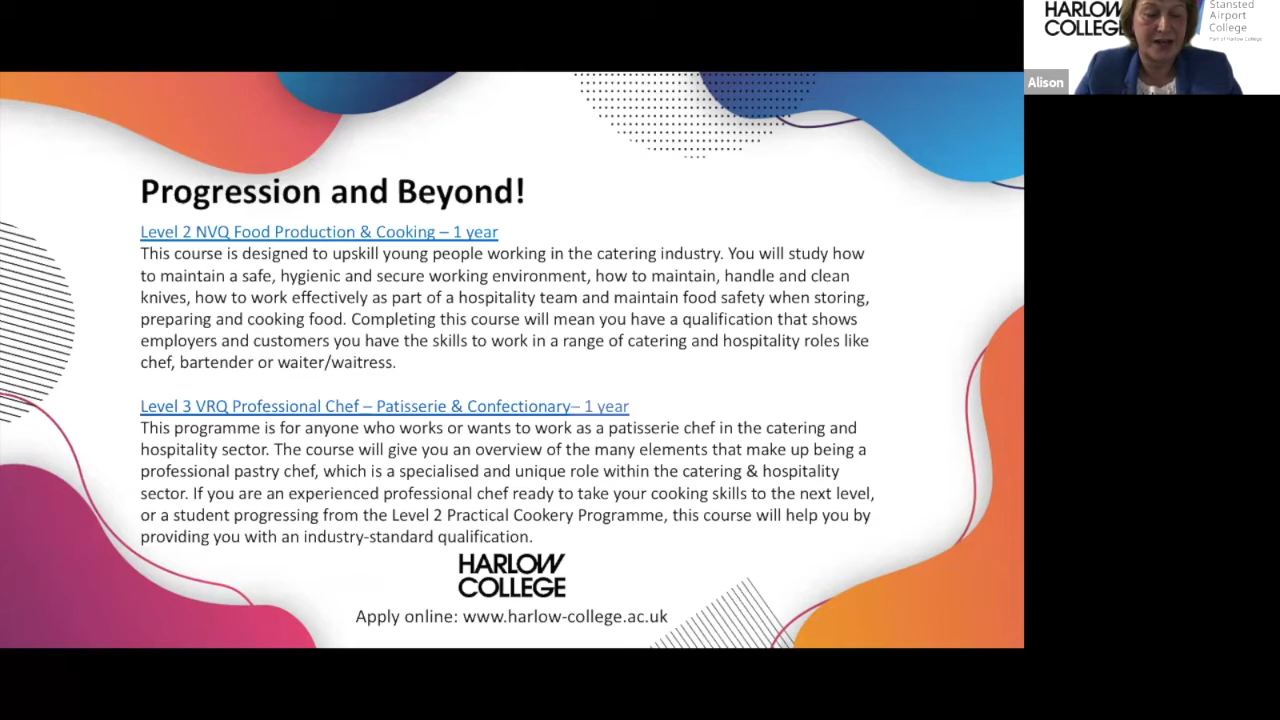 HARLOW
COLLEGE
Stansted
Airport
College
Part of Harlow College
Alison
Progression and Beyond!
Level 2 NVQ Food Production & Cooking – 1 year
This course is designed to upskill young people working in the catering industry. You will study how
to maintain a safe, hygienic and secure working environment, how to maintain, handle and clean
knives, how to work effectively as part of a hospitality team and maintain food safety when storing,
preparing and cooking food. Completing this course will mean you have a qualification that shows
employers and customers you have the skills to work in a range of catering and hospitality roles like
chef, bartender or waiter/waitress.
Level 3 VRQ Professional Chef – Patisserie & Confectionary– 1 year
This programme is for anyone who works or wants to work as a patisserie chef in the catering and
hospitality sector. The course will give you an overview of the many elements that make up being a
professional pastry chef, which is a specialised and unique role within the catering & hospitality
sector. If you are an experienced professional chef ready to take your cooking skills to the next level,
or a student progressing from the Level 2 Practical Cookery Programme, this course will help you by
providing you with an industry-standard qualification.
HARLOW
COLLEGE
Apply online: www.harlow-college.ac.uk